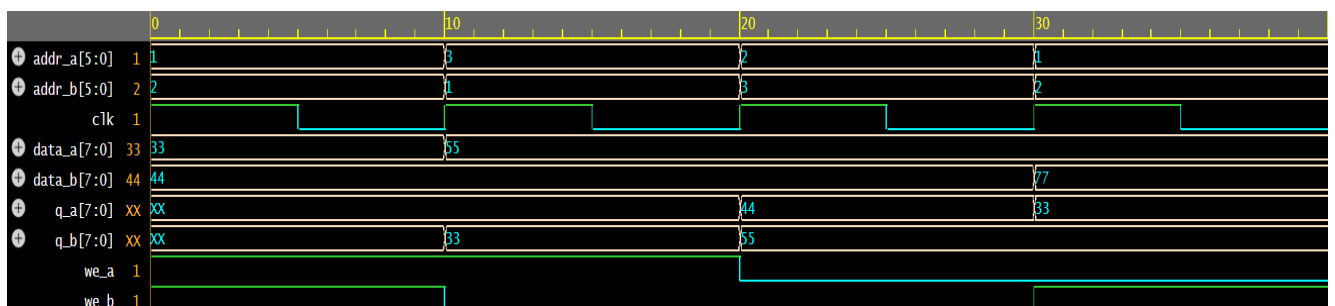 0 10 20 30
addr_a[5:0] 1 1 3 2 1
addr_b[5:0] 2 2 1 3 2
clk 1
data_a[7:0] 33 33 55
data_b[7:0] 44 44 77
q_a[7:0] XX XX 44 33
q_b[7:0] XX XX 33 55
we_a 1
we_b 1